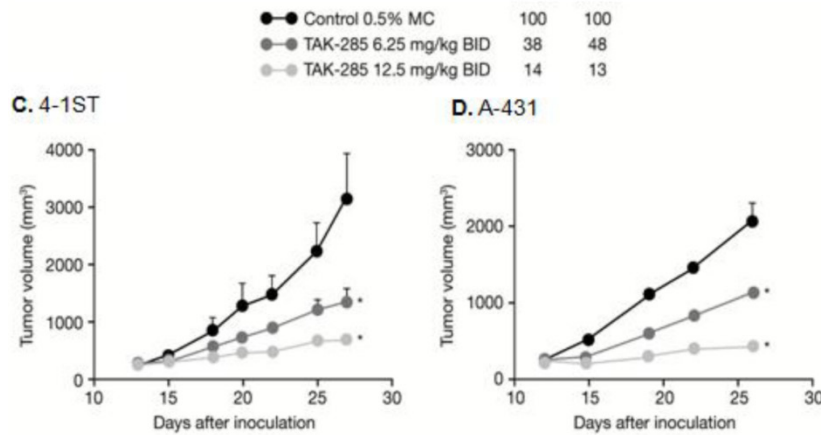 Control 0.5% MC 100 100
TAK-285 6.25 mg/kg BID 38 48
TAK-285 12.5 mg/kg BID 14 13
C. 4-1ST
D. A-431
4000
3000
2000
1000
0
Tumor volume (mm³)
10 15 20 25 30
Days after inoculation
*
*
3000
2000
1000
0
Tumor volume (mm³)
10 15 20 25 30
Days after inoculation
*
*